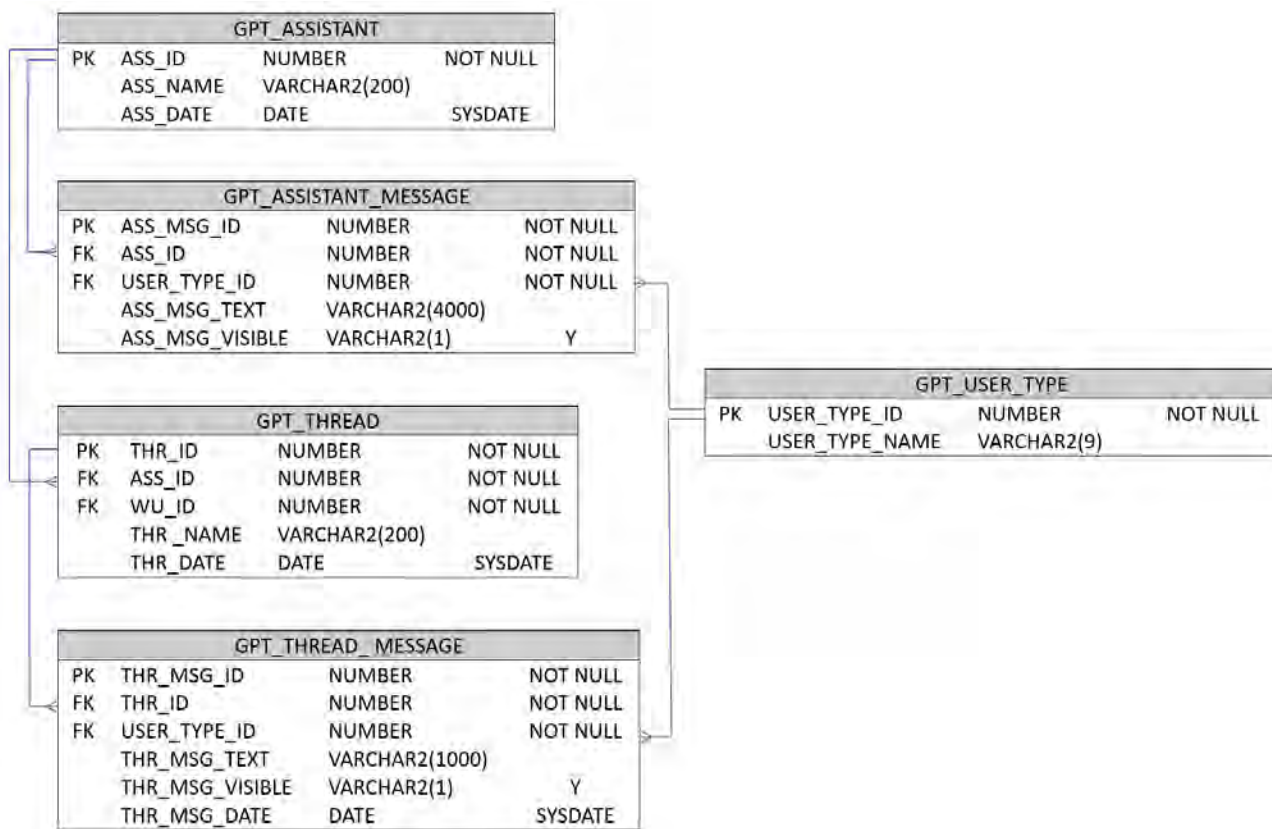 GPT_ASSISTANT
PK ASS_ID NUMBER NOT NULL
ASS_NAME VARCHAR2(200)
ASS_DATE DATE SYSDATE
GPT_ASSISTANT_MESSAGE
PK ASS_MSG_ID NUMBER NOT NULL
FK ASS_ID NUMBER NOT NULL
FK USER_TYPE_ID NUMBER NOT NULL
ASS_MSG_TEXT VARCHAR2(4000)
ASS_MSG_VISIBLE VARCHAR2(1) Y
GPT_USER_TYPE
PK USER_TYPE_ID NUMBER NOT NULL
USER_TYPE_NAME VARCHAR2(9)
GPT_THREAD
PK THR_ID NUMBER NOT NULL
FK ASS_ID NUMBER NOT NULL
FK WU_ID NUMBER NOT NULL
THR _NAME VARCHAR2(200)
THR_DATE DATE SYSDATE
GPT_THREAD_MESSAGE
PK THR_MSG_ID NUMBER NOT NULL
FK THR_ID NUMBER NOT NULL
FK USER_TYPE_ID NUMBER NOT NULL
THR_MSG_TEXT VARCHAR2(1000)
THR_MSG_VISIBLE VARCHAR2(1) Y
THR_MSG_DATE DATE SYSDATE